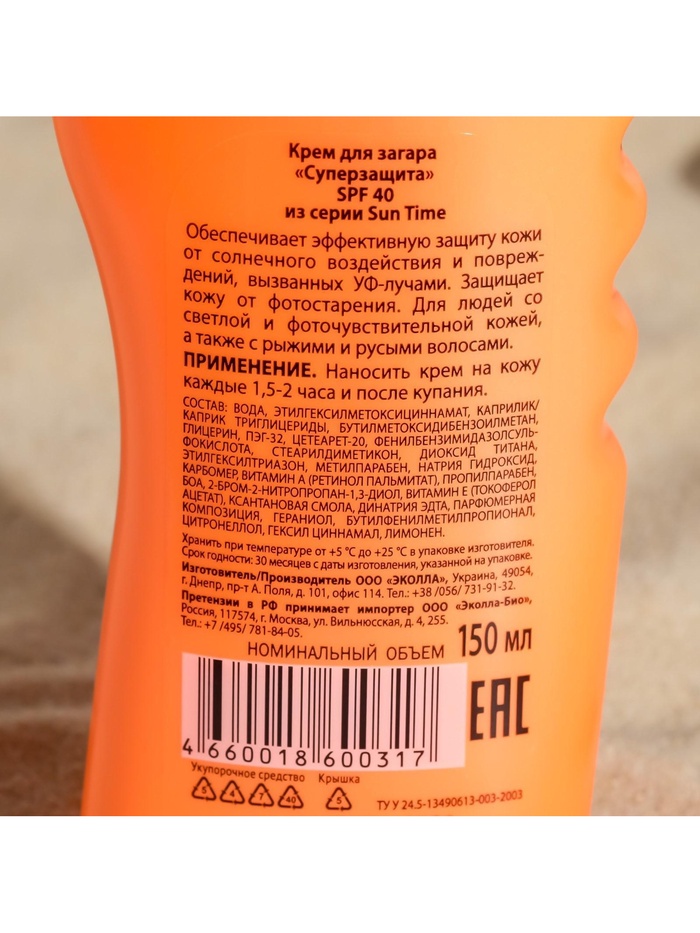 Крем для загара
«Суперзащита»
SPF 40
из серии Sun Time
Обеспечивает эффективную защиту кожи
от солнечного воздействия и повреж-
дений, вызванных УФ-лучами. Защищает
кожу от фотостарения. Для людей со
светлой и фоточувствительной кожей,
а также с рыжими и русыми волосами.
ПРИМЕНЕНИЕ. Наносить крем на кожу
каждые 1,5-2 часа и после купания.
СОСТАВ: ВОДА, ЭТИЛГЕКСИЛМЕТОКСИЦИННАМАТ, КАПРИЛИК/
КАПРИК ТРИГЛИЦЕРИДЫ, БУТИЛМЕТОКСИДИБЕНЗОИЛМЕТАН,
ГЛИЦЕРИН, ПЭГ-32, ЦЕТЕАРЕТ-20, ФЕНИЛБЕНЗИМИДАЗОЛСУЛЬ-
ФОКИСЛОТА, СТЕАРИЛДИМЕТИКОН, ДИОКСИД ТИТАНА,
ЭТИЛГЕКСИЛТРИАЗОН, МЕТИЛПАРАБЕН, НАТРИЯ ГИДРОКСИД,
КАРБОМЕР, ВИТАМИН А (РЕТИНОЛ ПАЛЬМИТАТ), ПРОПИЛПАРАБЕН,
БОА, 2-БРОМ-2-НИТРОПРОПАН-1,3-ДИОЛ, ВИТАМИН Е (ТОКОФЕРОЛ
АЦЕТАТ), КСАНТАНОВАЯ СМОЛА, ДИНАТРИЯ ЭДТА, ПАРФЮМЕРНАЯ
КОМПОЗИЦИЯ, ГЕРАНИОЛ, БУТИЛФЕНИЛМЕТИЛПРОПИОНАЛ,
ЦИТРОНЕЛЛОЛ, ГЕКСИЛ ЦИННАМАЛ, ЛИМОНЕН.
Хранить при температуре от +5 °С до +25 °С в упаковке изготовителя.
Срок годности: 30 месяцев с даты изготовления, указанной на упаковке.
Изготовитель/Производитель ООО «ЭКОЛЛА», Украина, 49054,
г. Днепр, пр-т А. Поля, д. 101, офис 114. Тел.: +38 /056/ 731-91-32.
Претензии в РФ принимает импортер ООО «Эколла-Био»,
Россия, 117574, г. Москва, ул. Вильнюсская, д. 4, 255.
Тел.: +7 /495/ 781-84-05.
НОМИНАЛЬНЫЙ ОБЪЕМ 150 мл
EAC
4 660018 600317
Укупорочное средство Крышка
5 4 7 40 5
ТУ У 24.5-13490613-003-2003